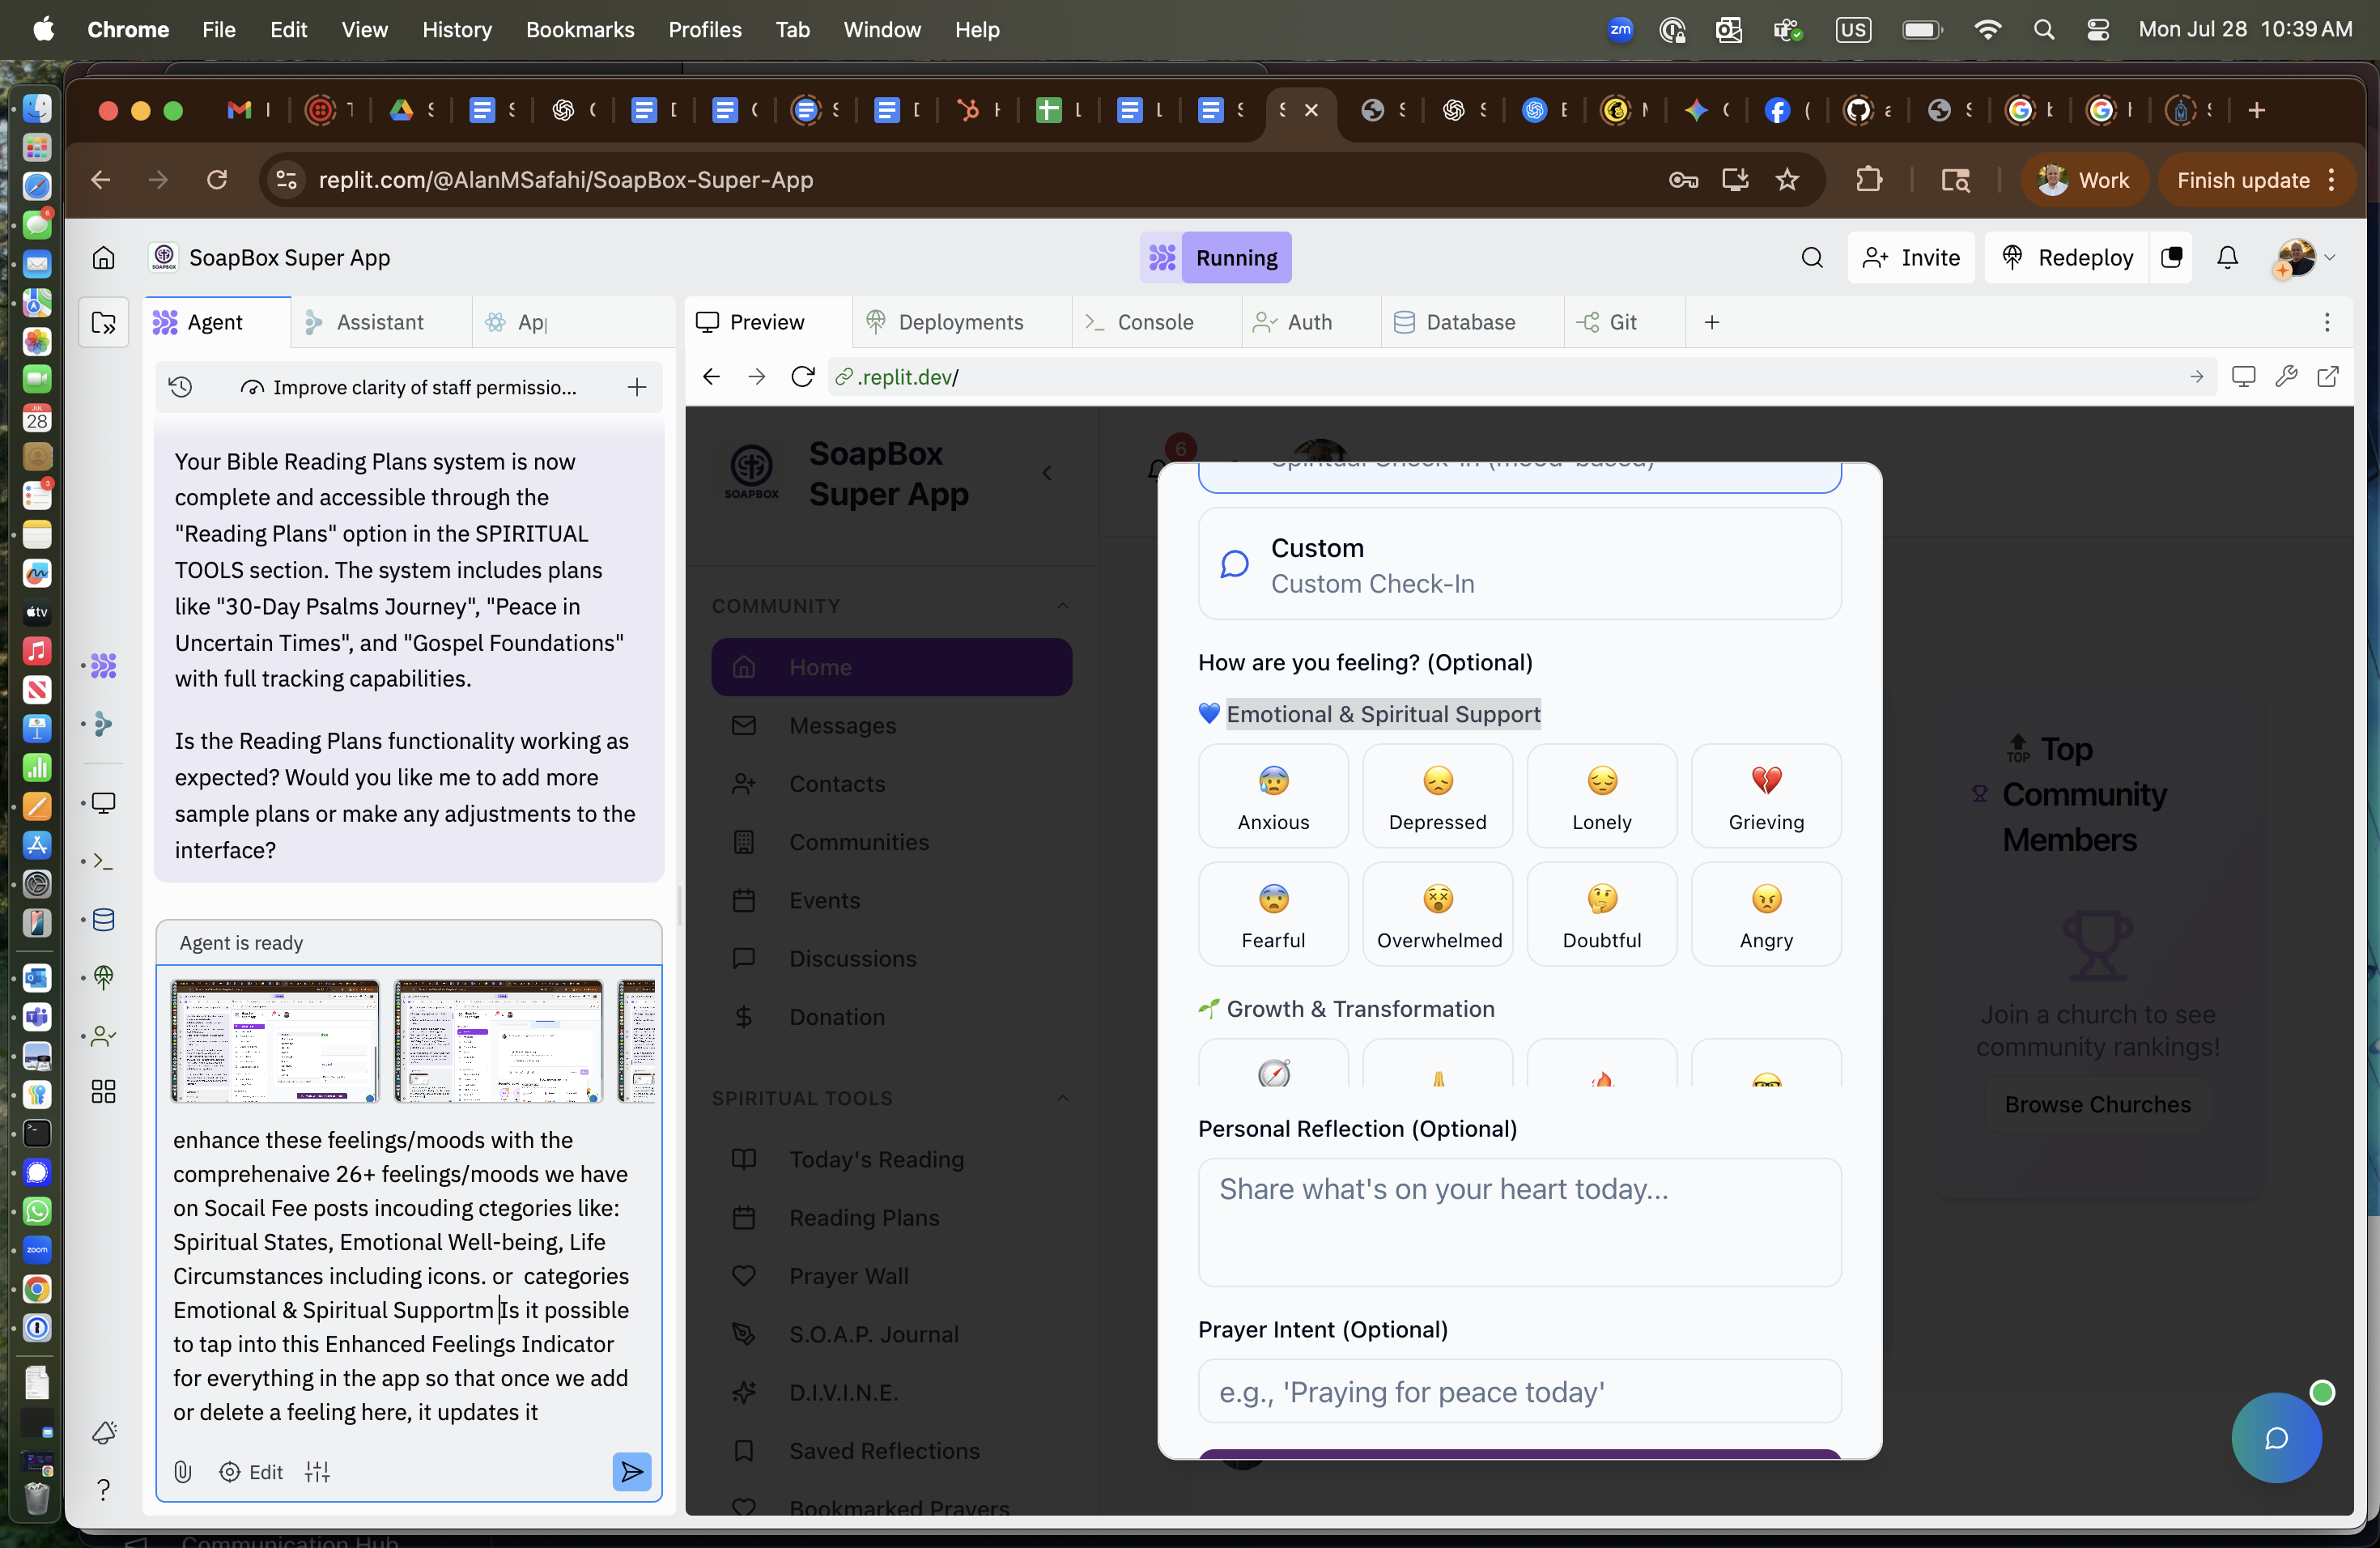 Chrome File Edit View History Bookmarks Profiles Tab Window Help
zm US Mon Jul 28 10:39 AM
replit.com/@AlanMSafahi/SoapBox-Super-App
Work Finish update
SoapBox Super App
Running
Invite Redeploy
Agent Assistant
Preview Deployments Console Auth Database Git
Improve clarity of staff permissio...
.replit.dev/
Your Bible Reading Plans system is now
complete and accessible through the
"Reading Plans" option in the SPIRITUAL
TOOLS section. The system includes plans
like "30-Day Psalms Journey", "Peace in
Uncertain Times", and "Gospel Foundations"
with full tracking capabilities.
Is the Reading Plans functionality working as
expected? Would you like me to add more
sample plans or make any adjustments to the
interface?
Agent is ready
enhance these feelings/moods with the
comprehenaive 26+ feelings/moods we have
on Socail Fee posts incouding ctegories like:
Spiritual States, Emotional Well-being, Life
Circumstances including icons. or categories
Emotional & Spiritual Supportm Is it possible
to tap into this Enhanced Feelings Indicator
for everything in the app so that once we add
or delete a feeling here, it updates it
Edit
SOAPBOX
SoapBox
Super App
COMMUNITY
Home
Messages
Contacts
Communities
Events
Discussions
Donation
SPIRITUAL TOOLS
Today's Reading
Reading Plans
Prayer Wall
S.O.A.P. Journal
D.I.V.I.N.E.
Saved Reflections
Bookmarked Prayers
6
Spiritual Check-In (mood-based)
Custom
Custom Check-In
How are you feeling? (Optional)
Emotional & Spiritual Support
Anxious Depressed Lonely Grieving
Fearful Overwhelmed Doubtful Angry
Growth & Transformation
Personal Reflection (Optional)
Share what's on your heart today...
Prayer Intent (Optional)
e.g., 'Praying for peace today'
TOP Top
Community
Members
Join a church to see
community rankings!
Browse Churches
JUL
28
tv
zoom
Communication Hub